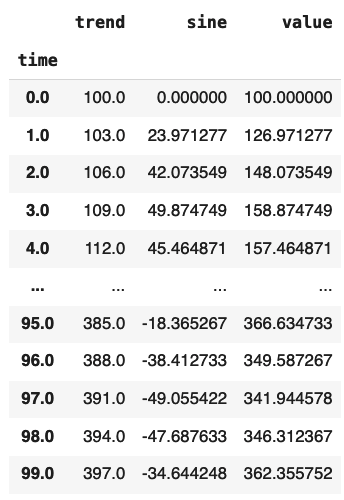 trend sine value
time
0.0 100.0 0.000000 100.000000
1.0 103.0 23.971277 126.971277
2.0 106.0 42.073549 148.073549
3.0 109.0 49.874749 158.874749
4.0 112.0 45.464871 157.464871
... ... ... ...
95.0 385.0 -18.365267 366.634733
96.0 388.0 -38.412733 349.587267
97.0 391.0 -49.055422 341.944578
98.0 394.0 -47.687633 346.312367
99.0 397.0 -34.644248 362.355752